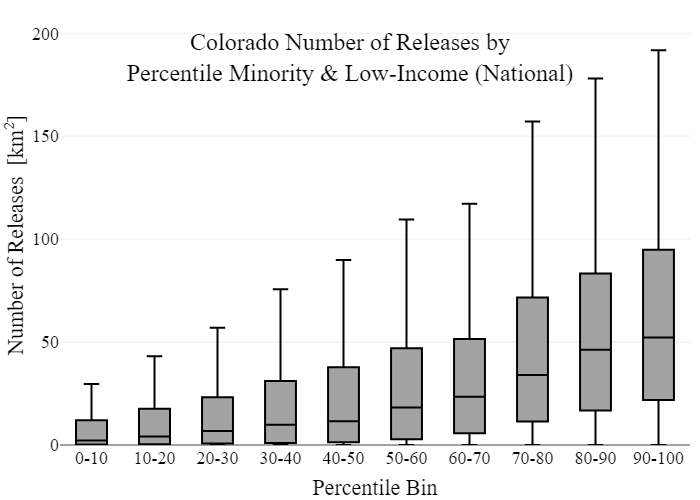 Colorado Number of Releases by
Percentile Minority & Low-Income (National)
Number of Releases [km²]
200
150
100
50
0
0-10 10-20 20-30 30-40 40-50 50-60 60-70 70-80 80-90 90-100
Percentile Bin